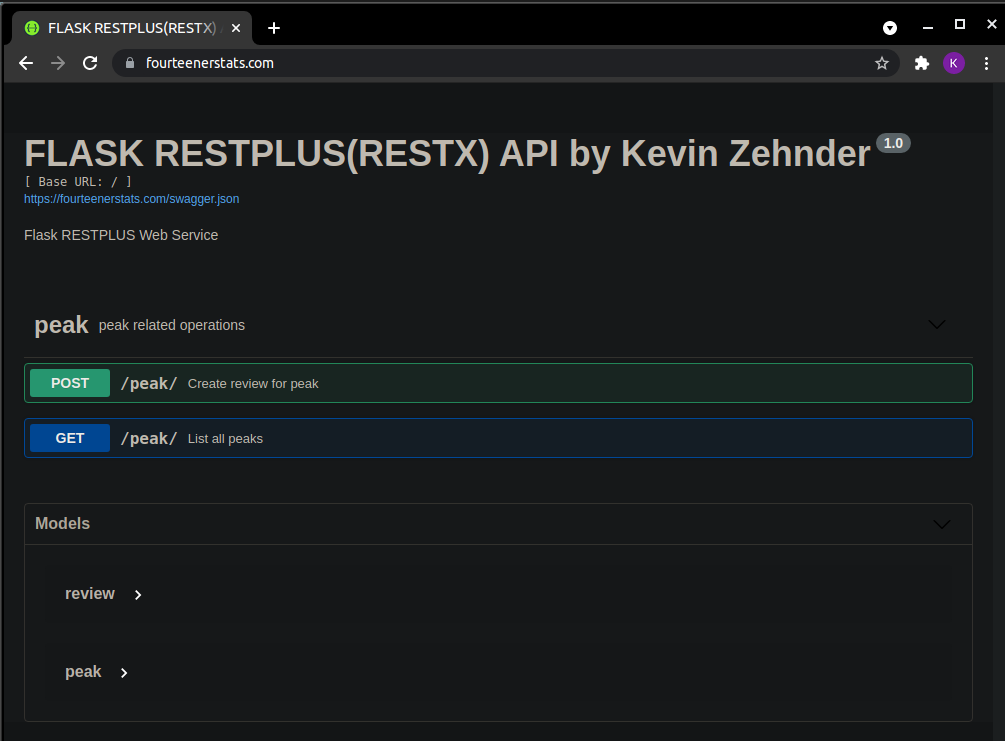 FLASK RESTPLUS(RESTX)
fourteenerstats.com
K
FLASK RESTPLUS(RESTX) API by Kevin Zehnder 1.0
[ Base URL: / ]
https://fourteenerstats.com/swagger.json
Flask RESTPLUS Web Service
peak peak related operations
POST /peak/ Create review for peak
GET /peak/ List all peaks
Models
review
peak